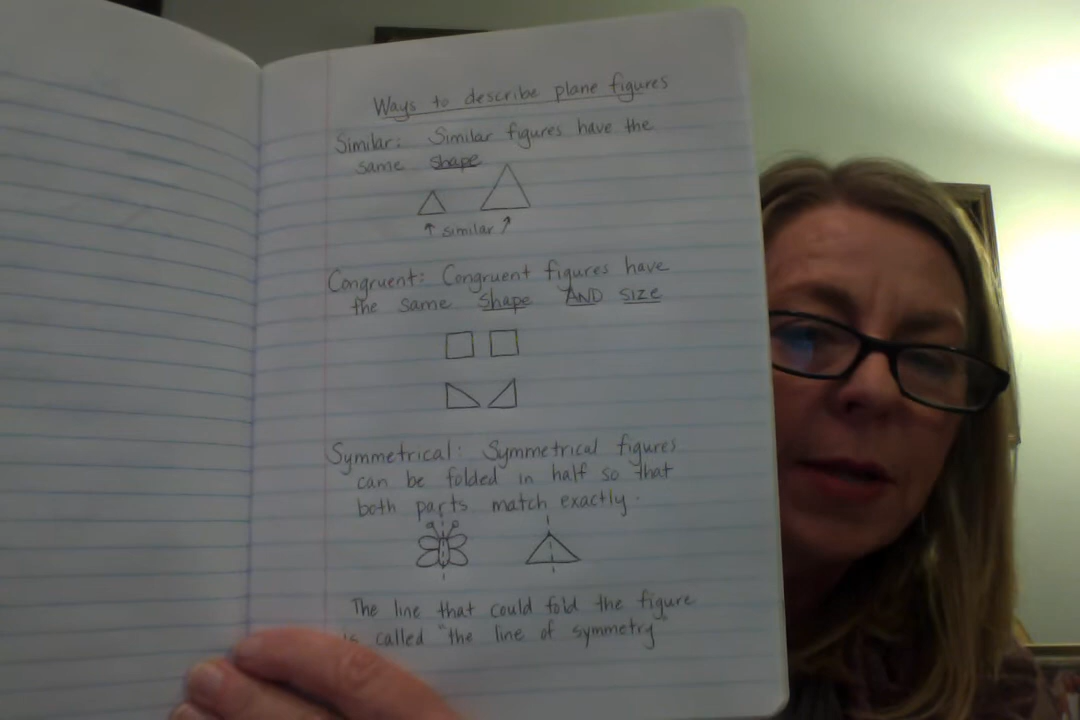 Ways to describe plane figures
Similar: Similar figures have the
same shape
↑ similar ↑
Congruent: Congruent figures have
the same shape AND size
Symmetrical: Symmetrical figures
can be folded in half so that
both parts match exactly.
The line that could fold the figure
is called "the line of symmetry"